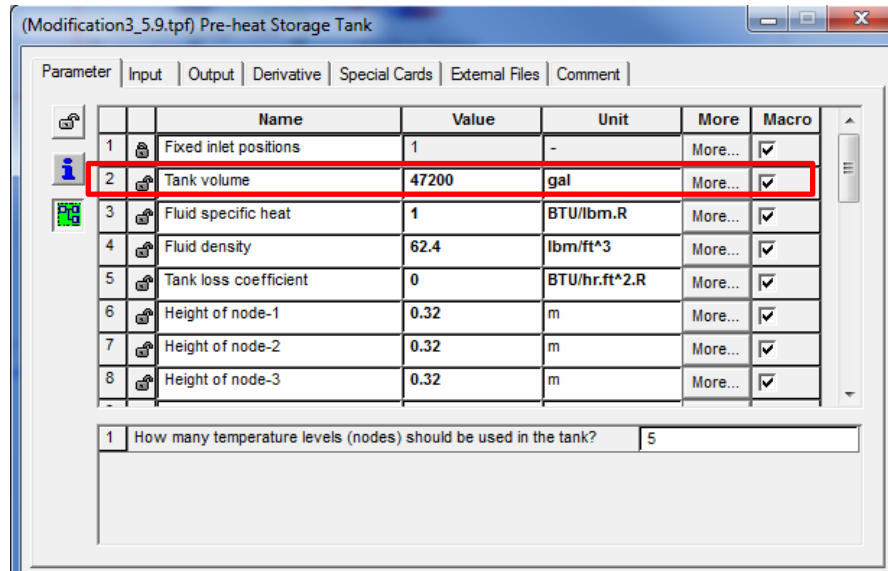 (Modification3_5.9.tpf) Pre-heat Storage Tank
Parameter Input Output Derivative Special Cards External Files Comment
Name Value Unit More Macro
1 Fixed inlet positions 1 - More...
2 Tank volume 47200 gal More...
3 Fluid specific heat 1 BTU/lbm.R More...
4 Fluid density 62.4 lbm/ft^3 More...
5 Tank loss coefficient 0 BTU/hr.ft^2.R More...
6 Height of node-1 0.32 m More...
7 Height of node-2 0.32 m More...
8 Height of node-3 0.32 m More...
1 How many temperature levels (nodes) should be used in the tank? 5